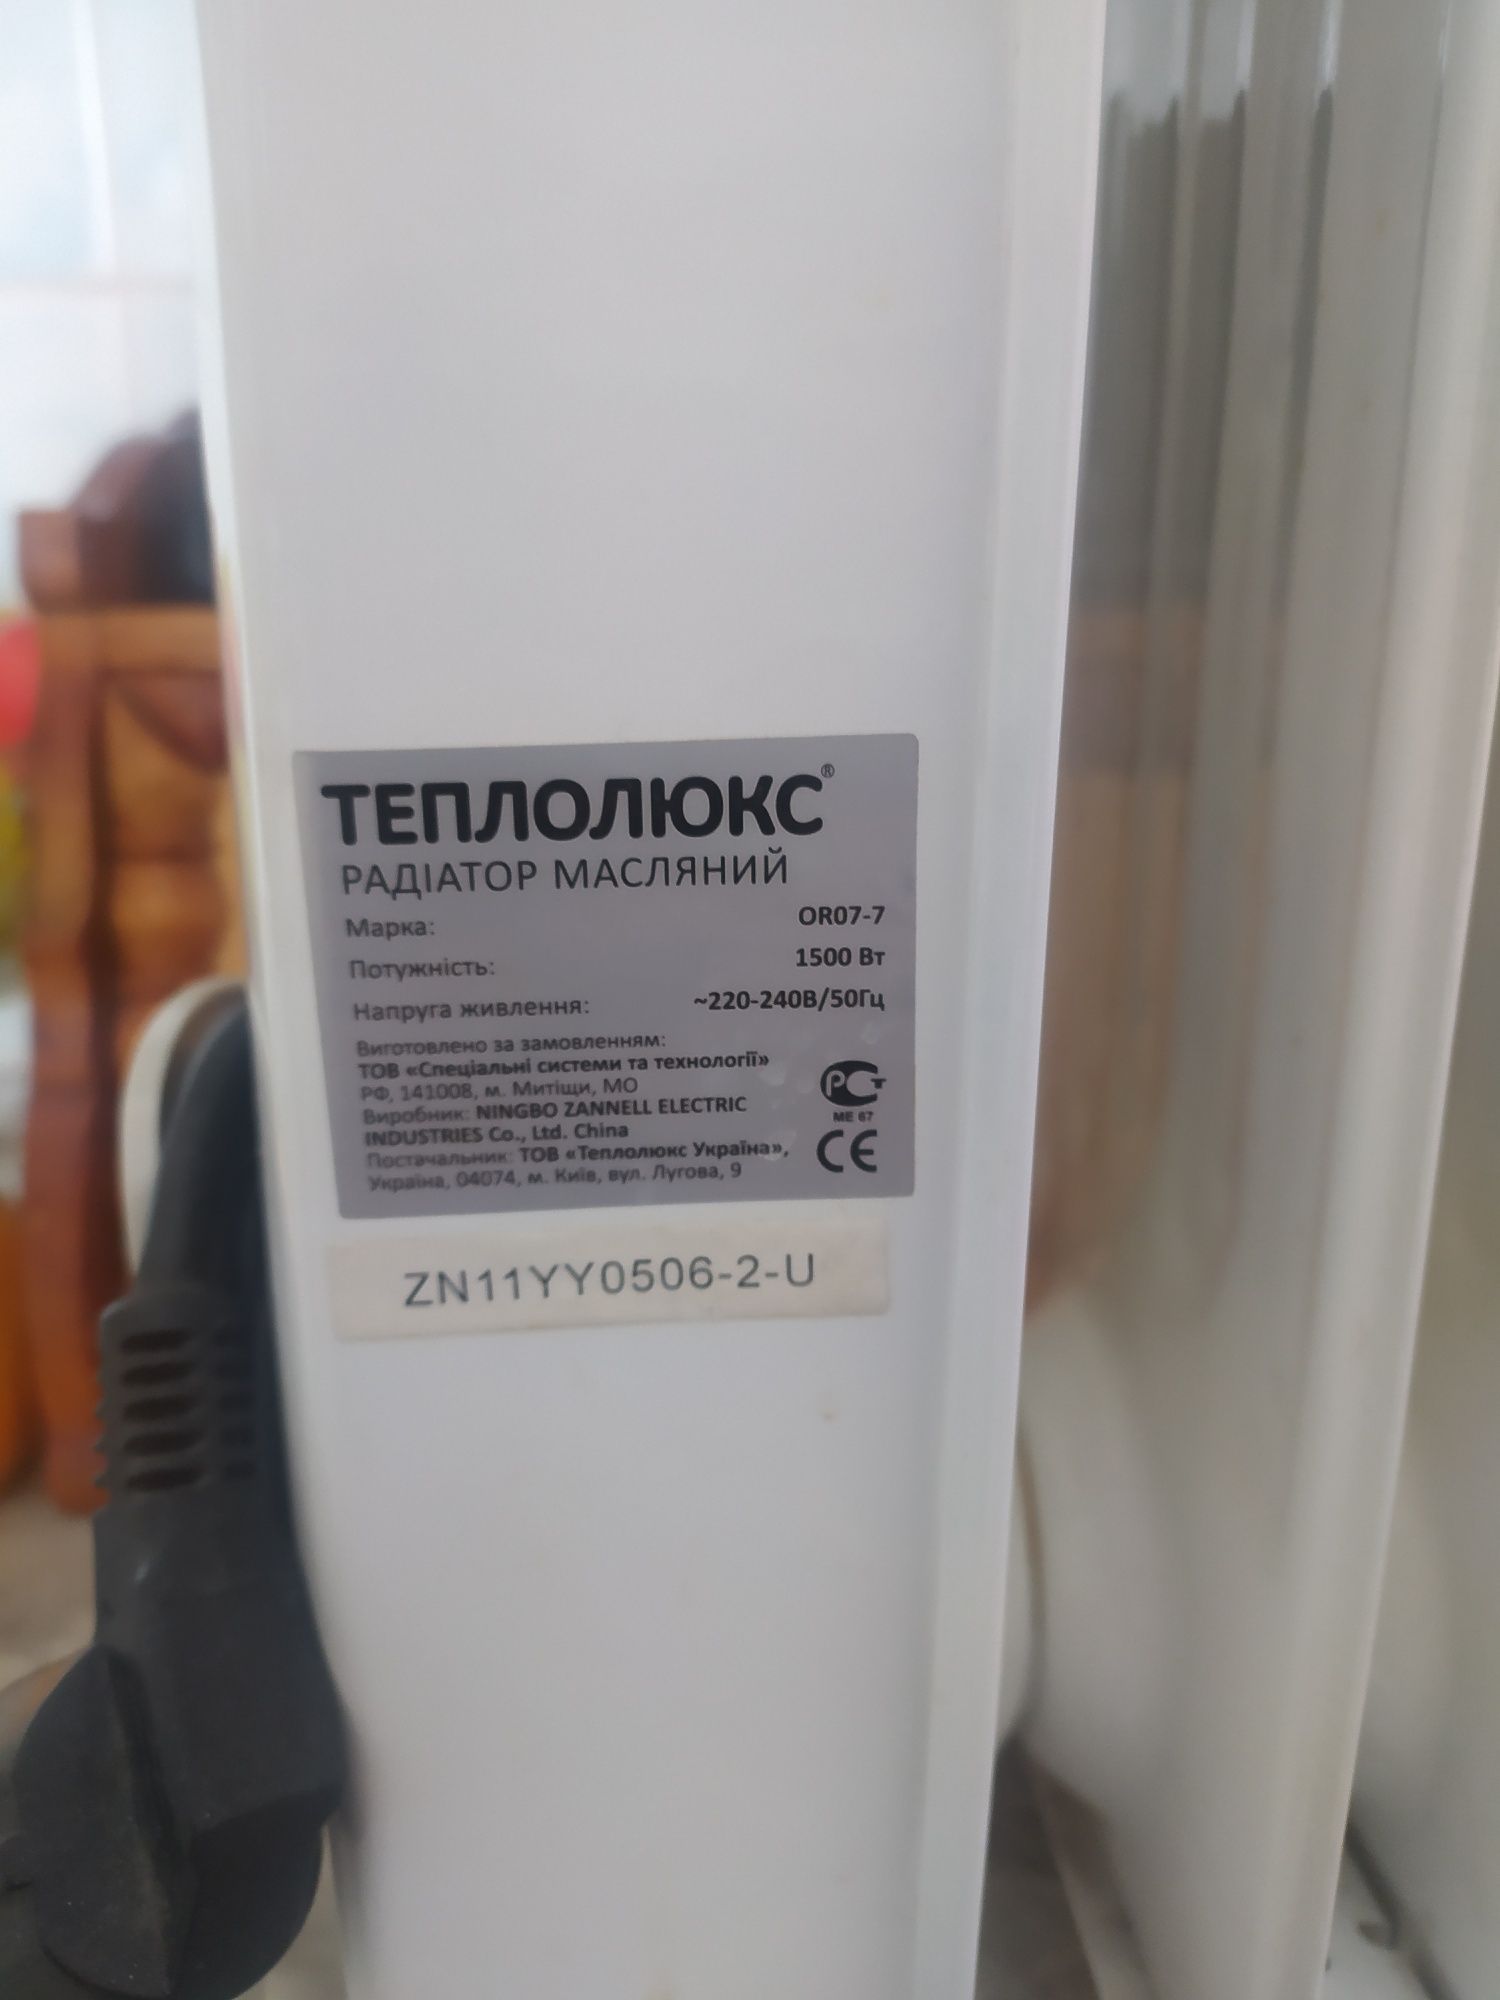 ТЕПЛОЛЮКС®
РАДІАТОР МАСЛЯНИЙ
Марка: OR07-7
Потужність: 1500 Вт
Напруга живлення: ~220-240В/50Гц
Виготовлено за замовленням:
ТОВ «Спеціальні системи та технології»
РФ, 141008, м. Митіщи, МО
Виробник: NINGBO ZANNELL ELECTRIC
INDUSTRIES Co., Ltd. China
Постачальник: ТОВ «Теплолюкс Україна»,
Україна, 04074, м. Київ, вул. Лугова, 9
РСТ
ME 67
CE
ZN11YY0506-2-U